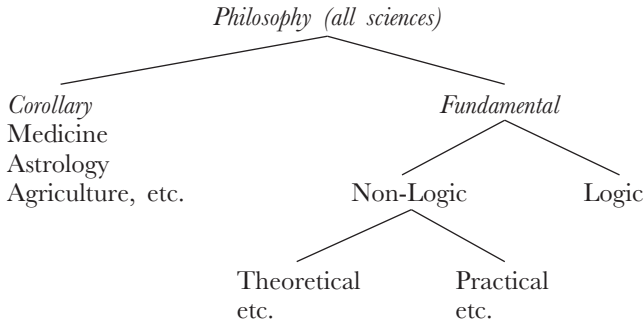 Philosophy (all sciences)
Corollary
Medicine
Astrology
Agriculture, etc.
Fundamental
Non-Logic
Logic
Theoretical
etc.
Practical
etc.